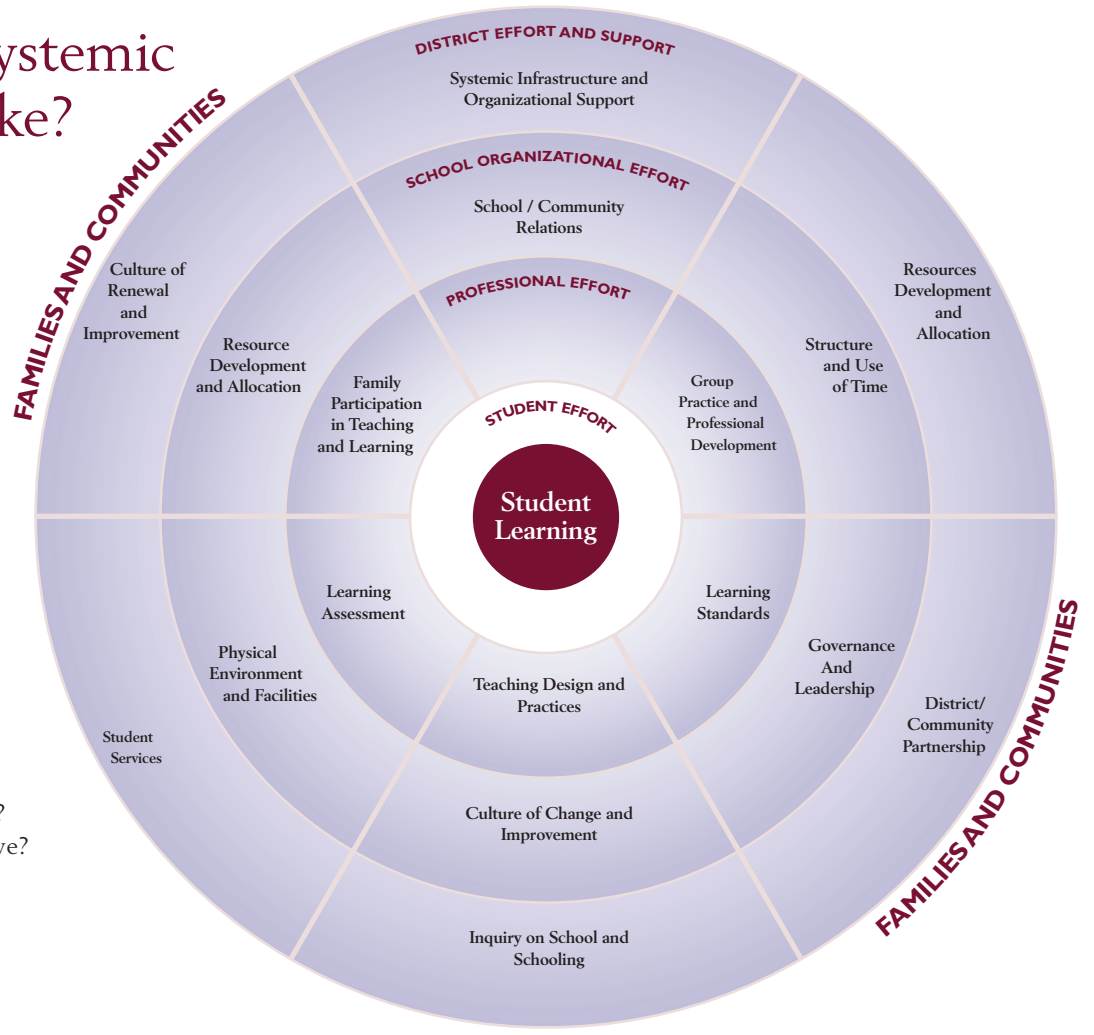 ystemic
ke?
FAMILIES AND COMMUNITIES
DISTRICT EFFORT AND SUPPORT
Systemic Infrastructure and
Organizational Support
SCHOOL ORGANIZATIONAL EFFORT
School / Community
Relations
PROFESSIONAL EFFORT
STUDENT EFFORT
Student
Learning
Culture of
Renewal
and
Improvement
Resource
Development
and Allocation
Family
Participation
in Teaching
and Learning
Group
Practice and
Professional
Development
Structure
and Use
of Time
Resources
Development
and
Allocation
Learning
Assessment
Learning
Standards
Physical
Environment
and Facilities
Teaching Design and
Practices
Governance
And
Leadership
District/
Community
Partnership
Student
Services
Culture of Change and
Improvement
Inquiry on School and
Schooling
FAMILIES AND COMMUNITIES
?
ve?